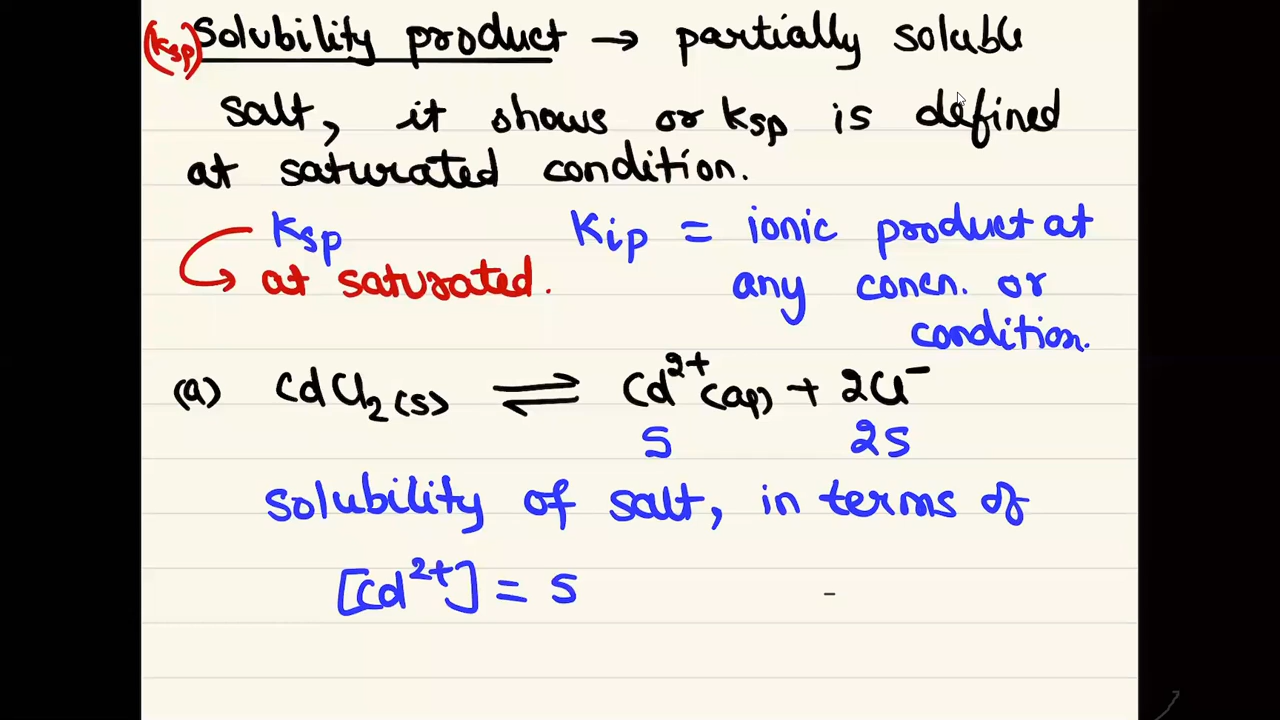 (Ksp) Solubility product → partially soluble
salt, it shows or Ksp is defined
at saturated condition.
Ksp Kip = ionic product at
at saturated. any concn. or
condition.
(a) CdCl₂(s) ⇌ Cd²⁺(aq) + 2Cl⁻
S 2S
solubility of salt, in terms of
[Cd²⁺] = S